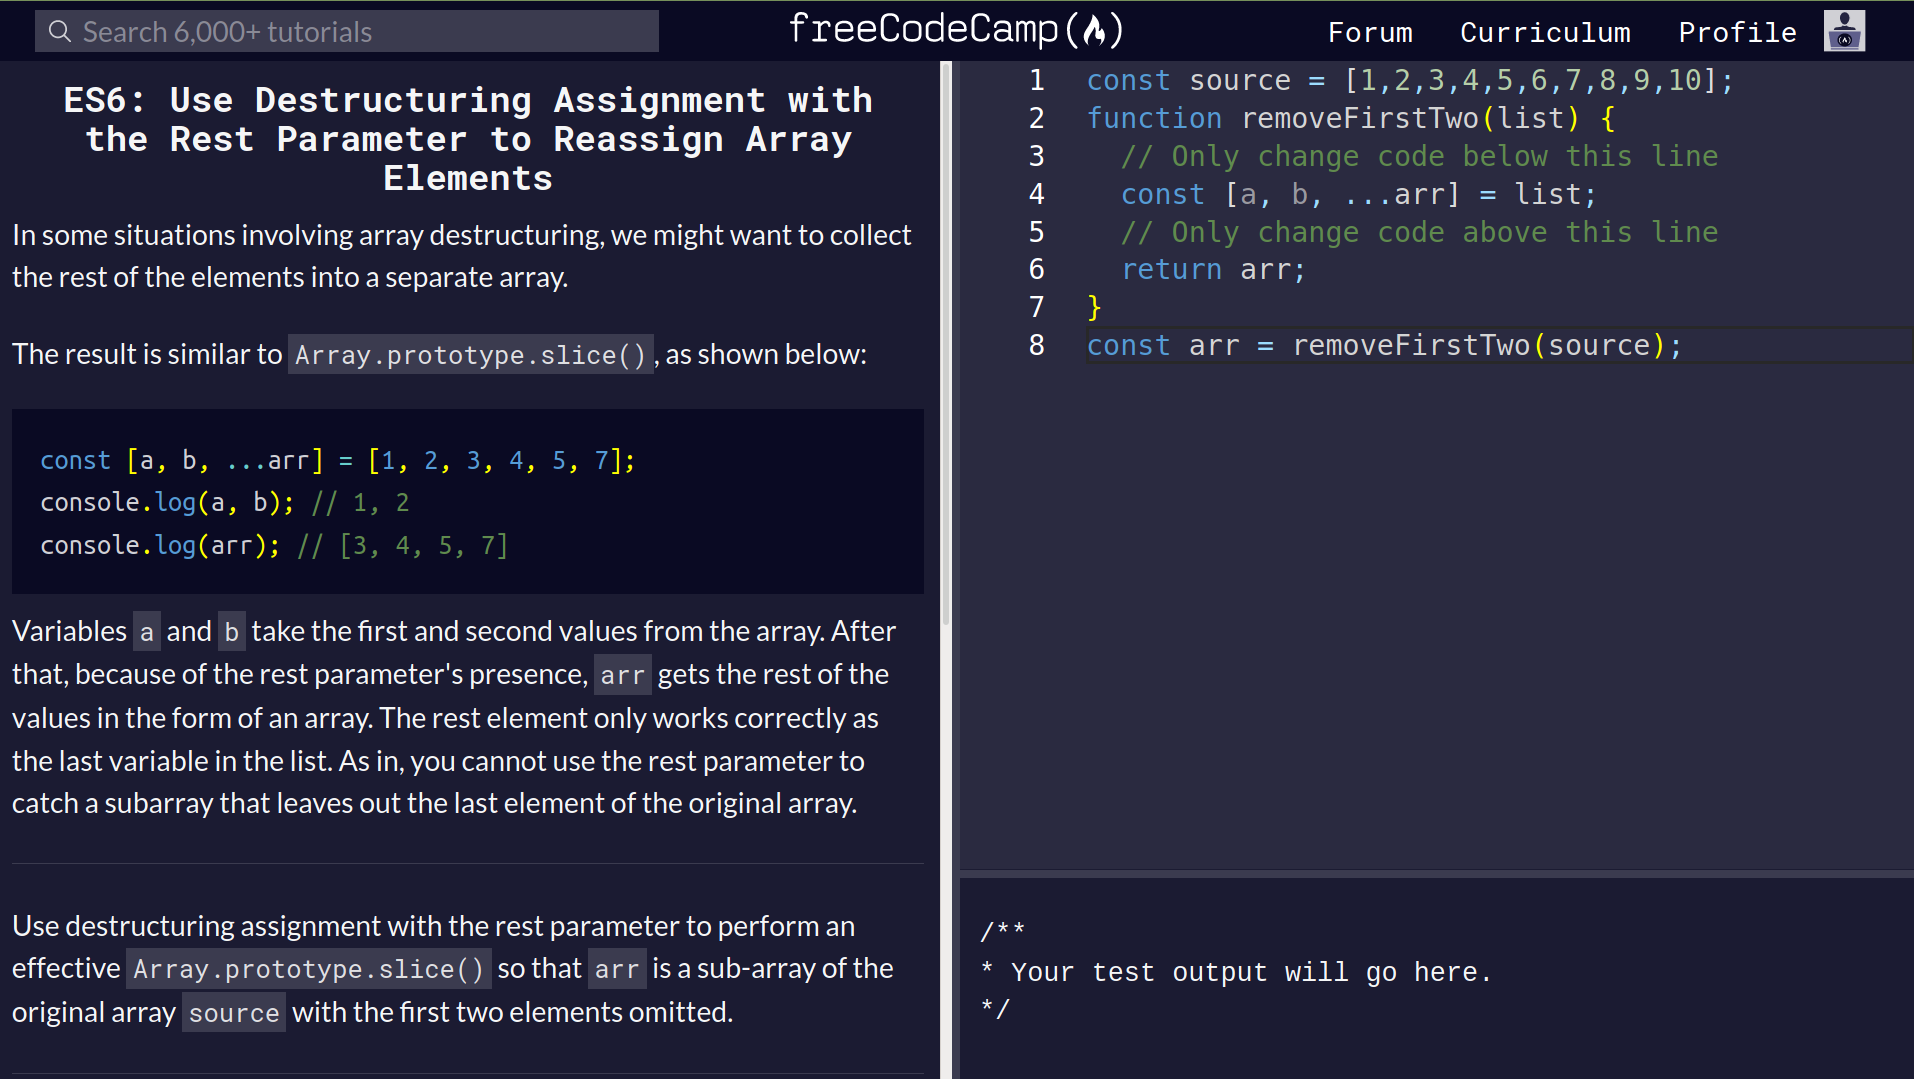 Search 6,000+ tutorials
freeCodeCamp(🔥)
Forum Curriculum Profile
ES6: Use Destructuring Assignment with
the Rest Parameter to Reassign Array
Elements
In some situations involving array destructuring, we might want to collect
the rest of the elements into a separate array.
The result is similar to Array.prototype.slice(), as shown below:
const [a, b, ...arr] = [1, 2, 3, 4, 5, 7];
console.log(a, b); // 1, 2
console.log(arr); // [3, 4, 5, 7]
Variables a and b take the first and second values from the array. After
that, because of the rest parameter's presence, arr gets the rest of the
values in the form of an array. The rest element only works correctly as
the last variable in the list. As in, you cannot use the rest parameter to
catch a subarray that leaves out the last element of the original array.
Use destructuring assignment with the rest parameter to perform an
effective Array.prototype.slice() so that arr is a sub-array of the
original array source with the first two elements omitted.
1 const source = [1,2,3,4,5,6,7,8,9,10];
2 function removeFirstTwo(list) {
3 // Only change code below this line
4 const [a, b, ...arr] = list;
5 // Only change code above this line
6 return arr;
7 }
8 const arr = removeFirstTwo(source);
/**
* Your test output will go here.
*/